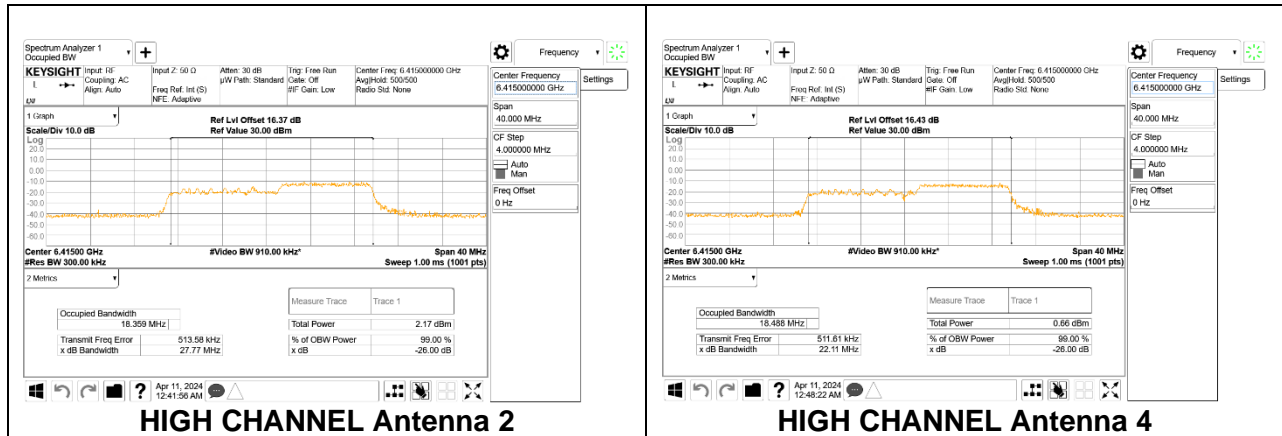 Spectrum Analyzer 1
Occupied BW
Frequency
KEYSIGHT
L
Input: RF
Coupling: AC
Align: Auto
Input Z: 50 Ω
Freq Ref: Int (S)
NFE: Adaptive
Atten: 30 dB
µW Path: Standard
Trig: Free Run
Gate: Off
#IF Gain: Low
Center Freq: 6.415000000 GHz
Avg|Hold: 500/500
Radio Std: None
Center Frequency
6.415000000 GHz
Settings
Span
40.000 MHz
CF Step
4.000000 MHz
Auto
Man
Freq Offset
0 Hz
1 Graph
Scale/Div 10.0 dB
Ref Lvl Offset 16.37 dB
Ref Value 30.00 dBm
Log
20.0
10.0
0.00
-10.0
-20.0
-30.0
-40.0
-50.0
-60.0
Center 6.41500 GHz
#Video BW 910.00 kHz*
Span 40 MHz
#Res BW 300.00 kHz
Sweep 1.00 ms (1001 pts)
2 Metrics
Measure Trace
Trace 1
Occupied Bandwidth
18.359 MHz
Total Power
2.17 dBm
Transmit Freq Error
513.58 kHz
% of OBW Power
99.00 %
x dB Bandwidth
27.77 MHz
x dB
-26.00 dB
?
Apr 11, 2024
12:41:56 AM
HIGH CHANNEL Antenna 2
Spectrum Analyzer 1
Occupied BW
Frequency
KEYSIGHT
L
Input: RF
Coupling: AC
Align: Auto
Input Z: 50 Ω
Freq Ref: Int (S)
NFE: Adaptive
Atten: 30 dB
µW Path: Standard
Trig: Free Run
Gate: Off
#IF Gain: Low
Center Freq: 6.415000000 GHz
Avg|Hold: 500/500
Radio Std: None
Center Frequency
6.415000000 GHz
Settings
Span
40.000 MHz
CF Step
4.000000 MHz
Auto
Man
Freq Offset
0 Hz
1 Graph
Scale/Div 10.0 dB
Ref Lvl Offset 16.43 dB
Ref Value 30.00 dBm
Log
20.0
10.0
0.00
-10.0
-20.0
-30.0
-40.0
-50.0
-60.0
Center 6.41500 GHz
#Video BW 910.00 kHz*
Span 40 MHz
#Res BW 300.00 kHz
Sweep 1.00 ms (1001 pts)
2 Metrics
Measure Trace
Trace 1
Occupied Bandwidth
18.488 MHz
Total Power
0.66 dBm
Transmit Freq Error
511.61 kHz
% of OBW Power
99.00 %
x dB Bandwidth
22.11 MHz
x dB
-26.00 dB
?
Apr 11, 2024
12:48:22 AM
HIGH CHANNEL Antenna 4